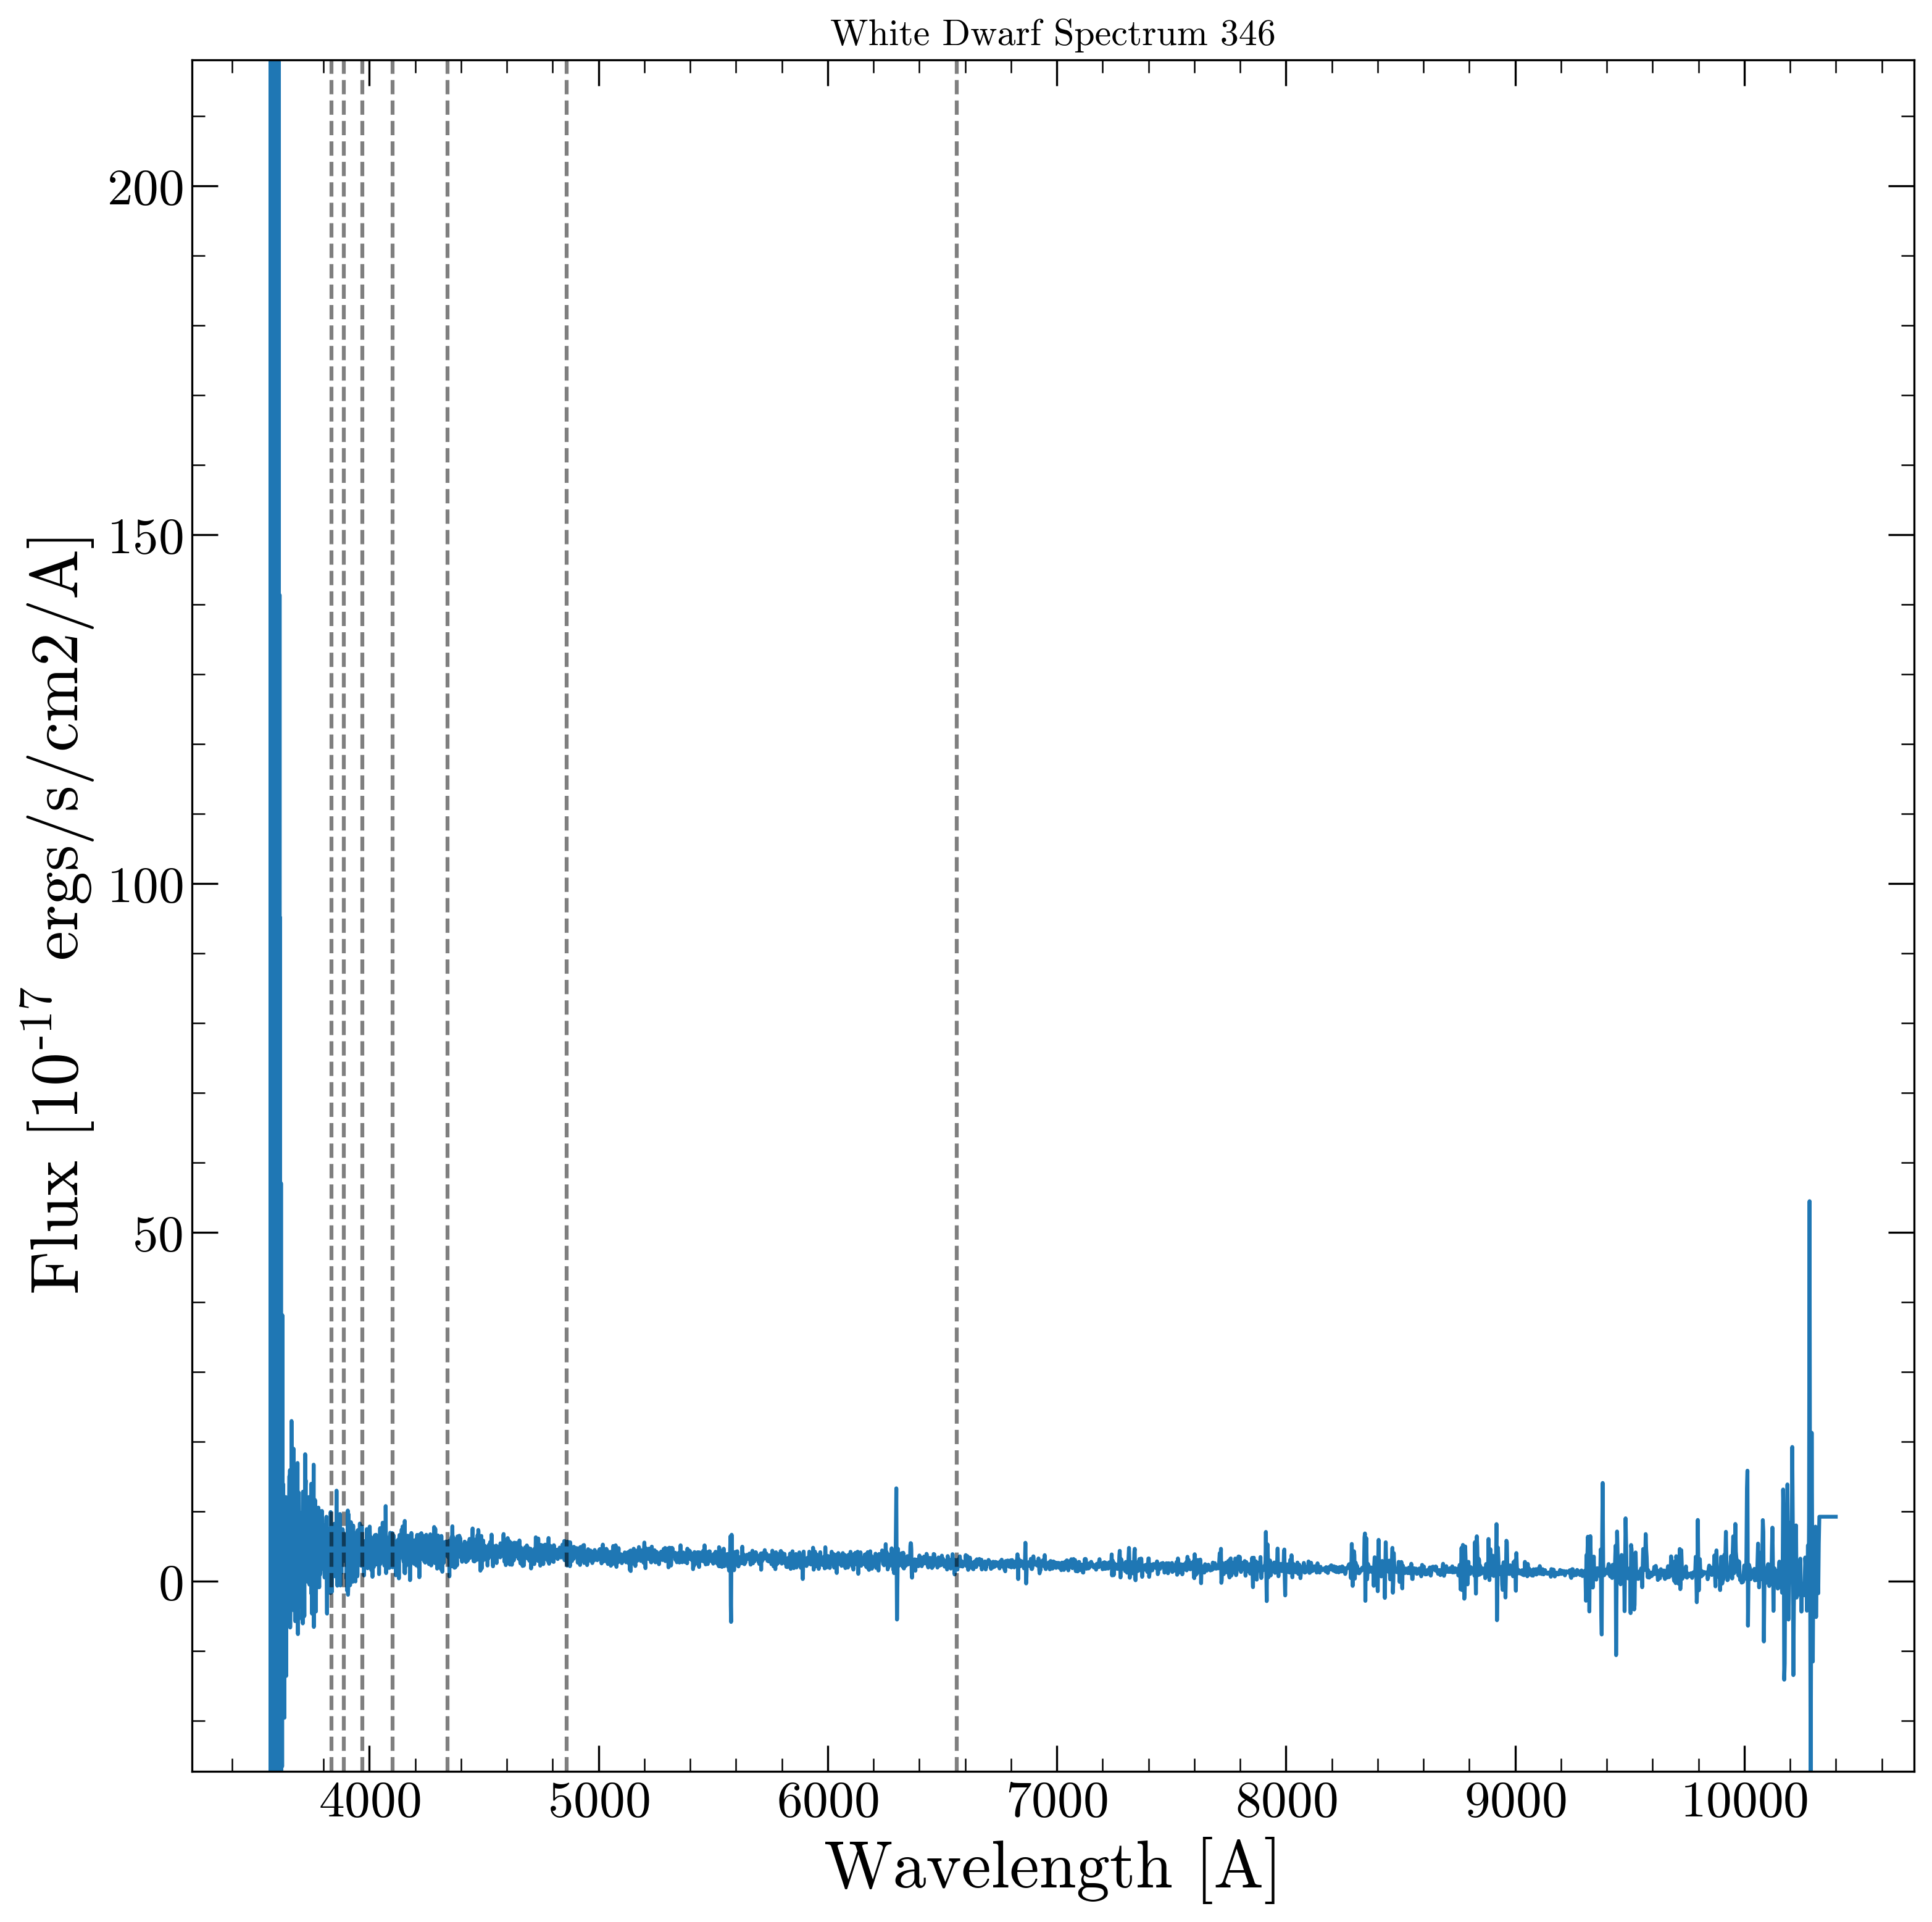 White Dwarf Spectrum 346
Flux [10-17 ergs/s/cm2/A]
200
150
100
50
0
4000 5000 6000 7000 8000 9000 10000
Wavelength [A]